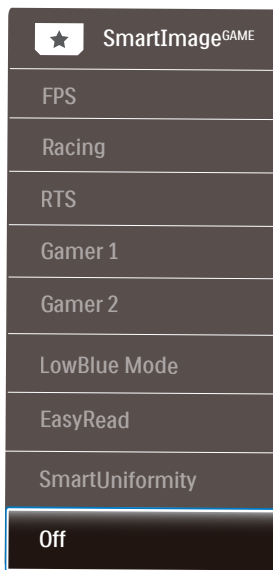 SmartImageGAME
FPS
Racing
RTS
Gamer 1
Gamer 2
LowBlue Mode
EasyRead
SmartUniformity
Off